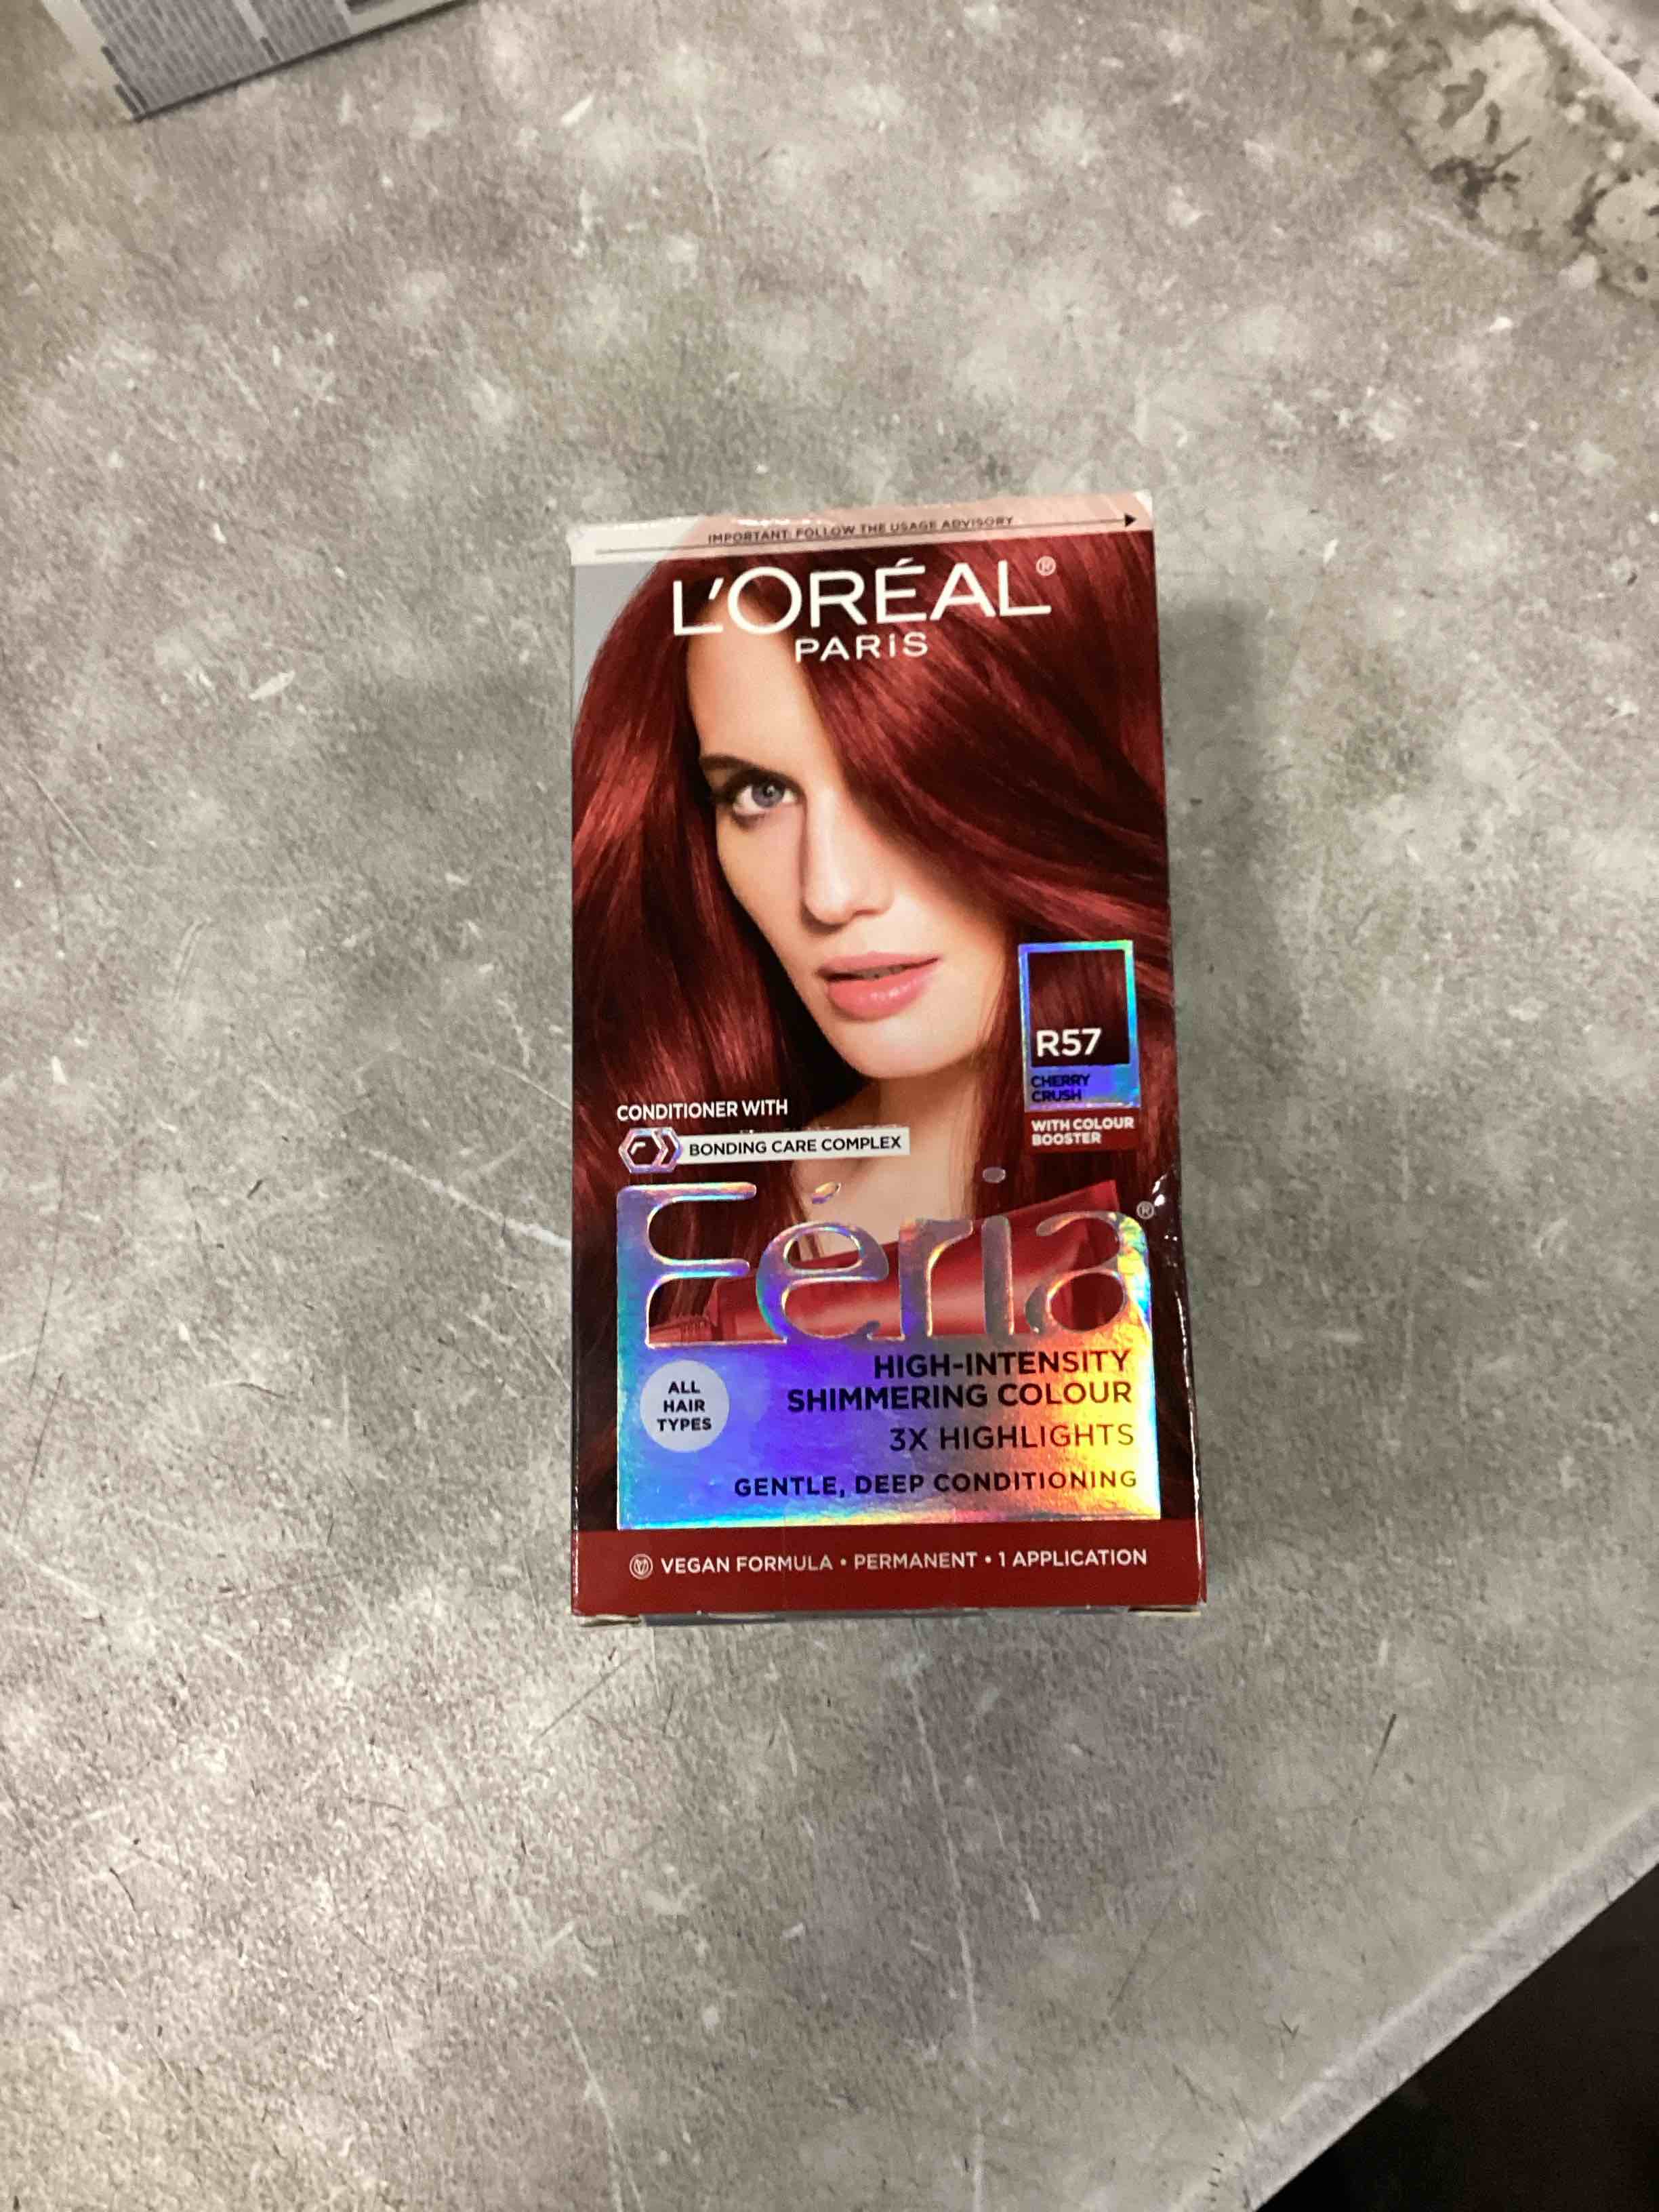 IMPORTANT: FOLLOW THE USAGE ADVISORY
L'ORÉAL®
PARIS
R57
CHERRY
CRUSH
WITH COLOUR
BOOSTER
CONDITIONER WITH
BONDING CARE COMPLEX
Féria®
HIGH-INTENSITY
SHIMMERING COLOUR
3X HIGHLIGHTS
GENTLE, DEEP CONDITIONING
ALL
HAIR
TYPES
VEGAN FORMULA • PERMANENT • 1 APPLICATION